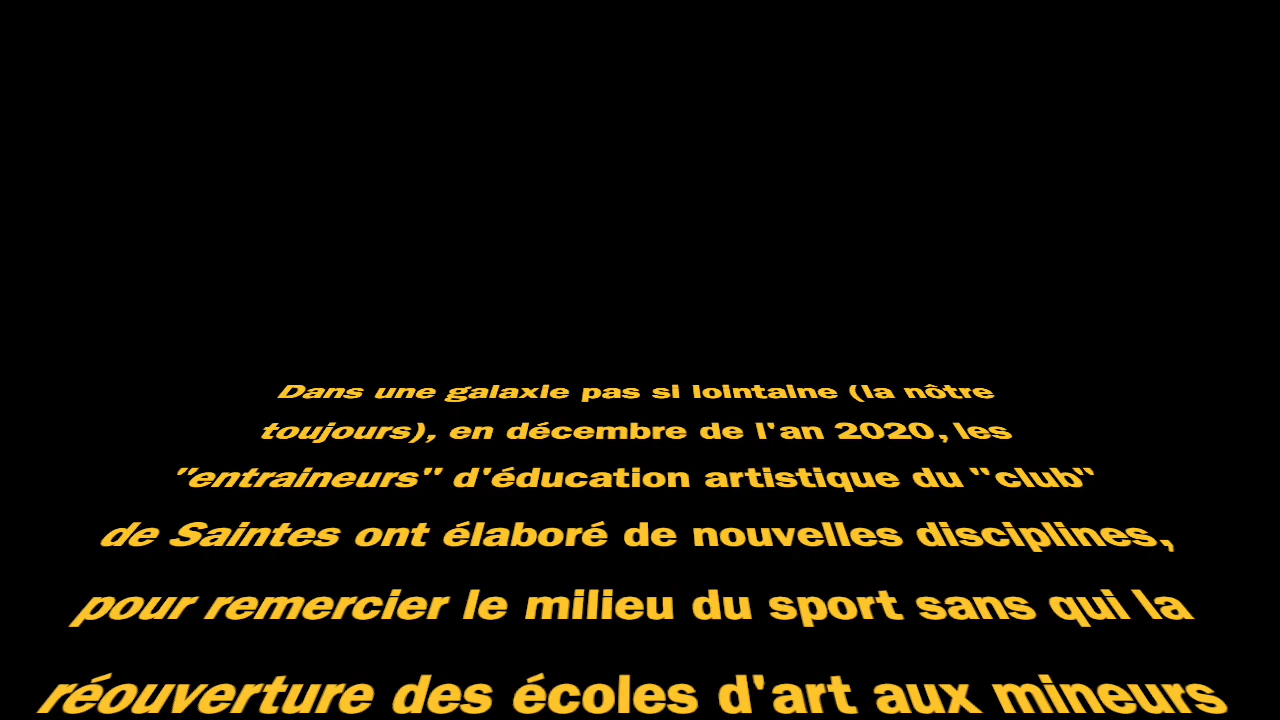 Dans une galaxie pas si lointaine (la nôtre
toujours), en décembre de l'an 2020, les
"entraineurs" d'éducation artistique du "club"
de Saintes ont élaboré de nouvelles disciplines,
pour remercier le milieu du sport sans qui la
réouverture des écoles d'art aux mineurs